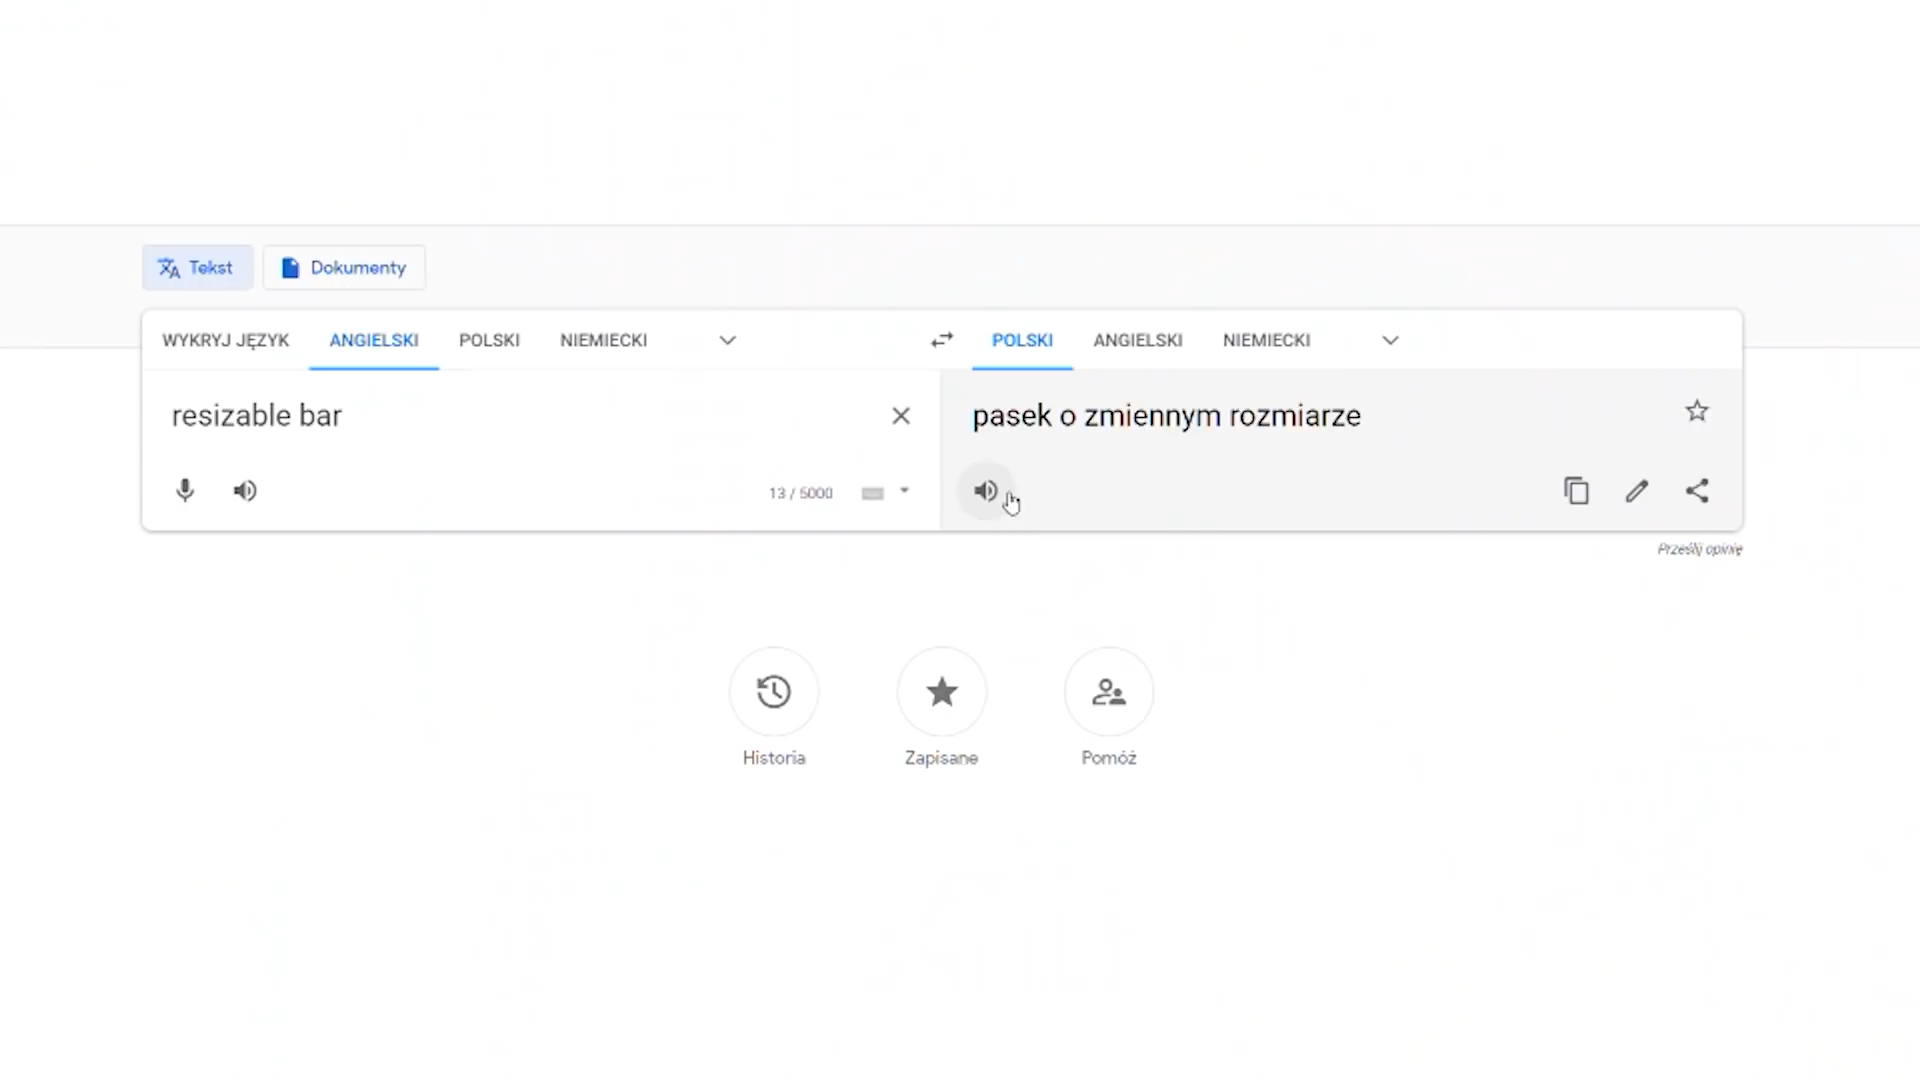 Tekst
Dokumenty
WYKRYJ JĘZYK ANGIELSKI POLSKI NIEMIECKI POLSKI ANGIELSKI NIEMIECKI
resizable bar
pasek o zmiennym rozmiarze
13 / 5000
Prześlij opinię
Historia Zapisane Pomóż